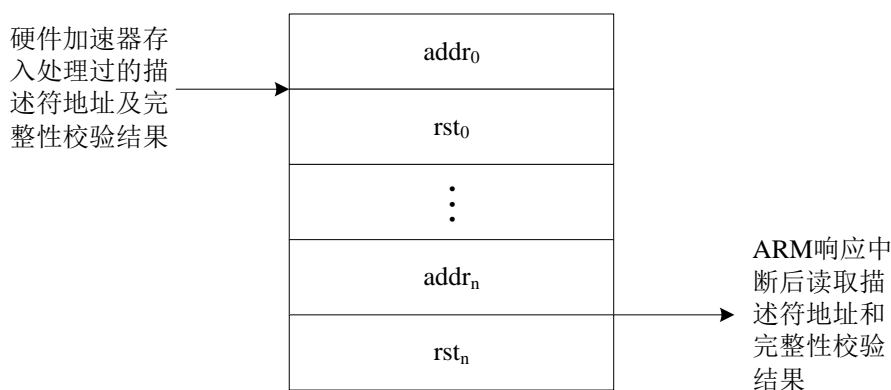 硬件加速器存
入处理过的描
述符地址及完
整性校验结果
addr₀
rst₀
⋮
addrₙ
rstₙ
ARM响应中
断后读取描
述符地址和
完整性校验
结果